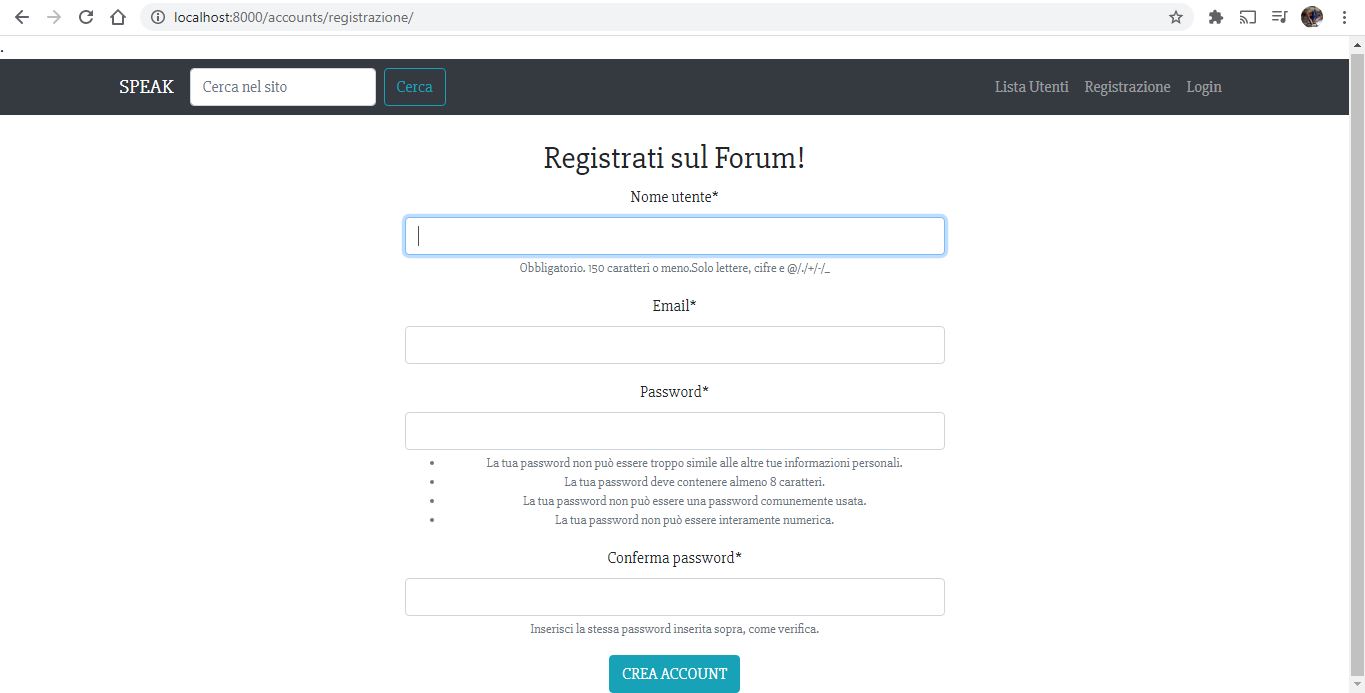 localhost:8000/accounts/registrazione/
.
SPEAK Cerca nel sito Cerca Lista Utenti Registrazione Login
Registrati sul Forum!
Nome utente*
Obbligatorio. 150 caratteri o meno.Solo lettere, cifre e @/./+/-/_
Email*
Password*
• La tua password non può essere troppo simile alle altre tue informazioni personali.
• La tua password deve contenere almeno 8 caratteri.
• La tua password non può essere una password comunemente usata.
• La tua password non può essere interamente numerica.
Conferma password*
Inserisci la stessa password inserita sopra, come verifica.
CREA ACCOUNT